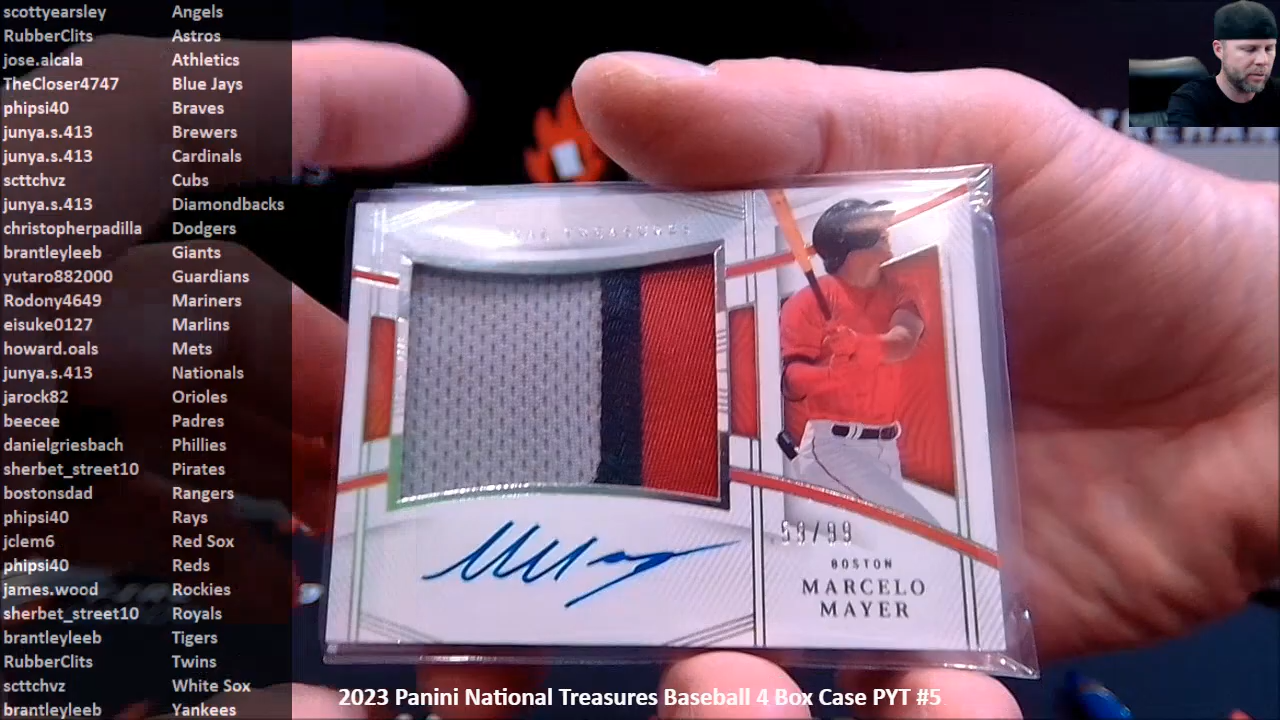 scottyearsley Angels
RubberClits Astros
jose.alcala Athletics
TheCloser4747 Blue Jays
phipsi40 Braves
junya.s.413 Brewers
junya.s.413 Cardinals
scttchvz Cubs
junya.s.413 Diamondbacks
christopherpadilla Dodgers
brantleyleeb Giants
yutaro882000 Guardians
Rodony4649 Mariners
eisuke0127 Marlins
howard.oals Mets
junya.s.413 Nationals
jarock82 Orioles
beecee Padres
danielgriesbach Phillies
sherbet_street10 Pirates
bostonsdad Rangers
phipsi40 Rays
jclem6 Red Sox
phipsi40 Reds
james.wood Rockies
sherbet_street10 Royals
brantleyleeb Tigers
RubberClits Twins
scttchvz White Sox
brantleyleeb Yankees
TREASURES
59/99
BOSTON
MARCELO
MAYER
2023 Panini National Treasures Baseball 4 Box Case PYT #5